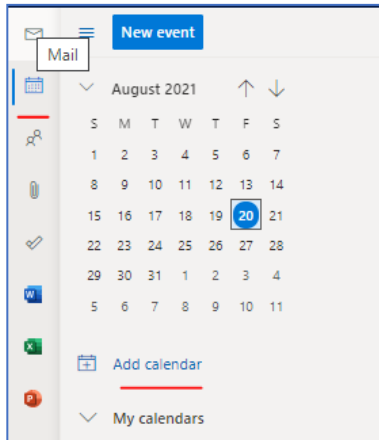 New event
Mail
August 2021
S M T W T F S
1 2 3 4 5 6 7
8 9 10 11 12 13 14
15 16 17 18 19 20 21
22 23 24 25 26 27 28
29 30 31 1 2 3 4
5 6 7 8 9 10 11
W
X
P
Add calendar
My calendars